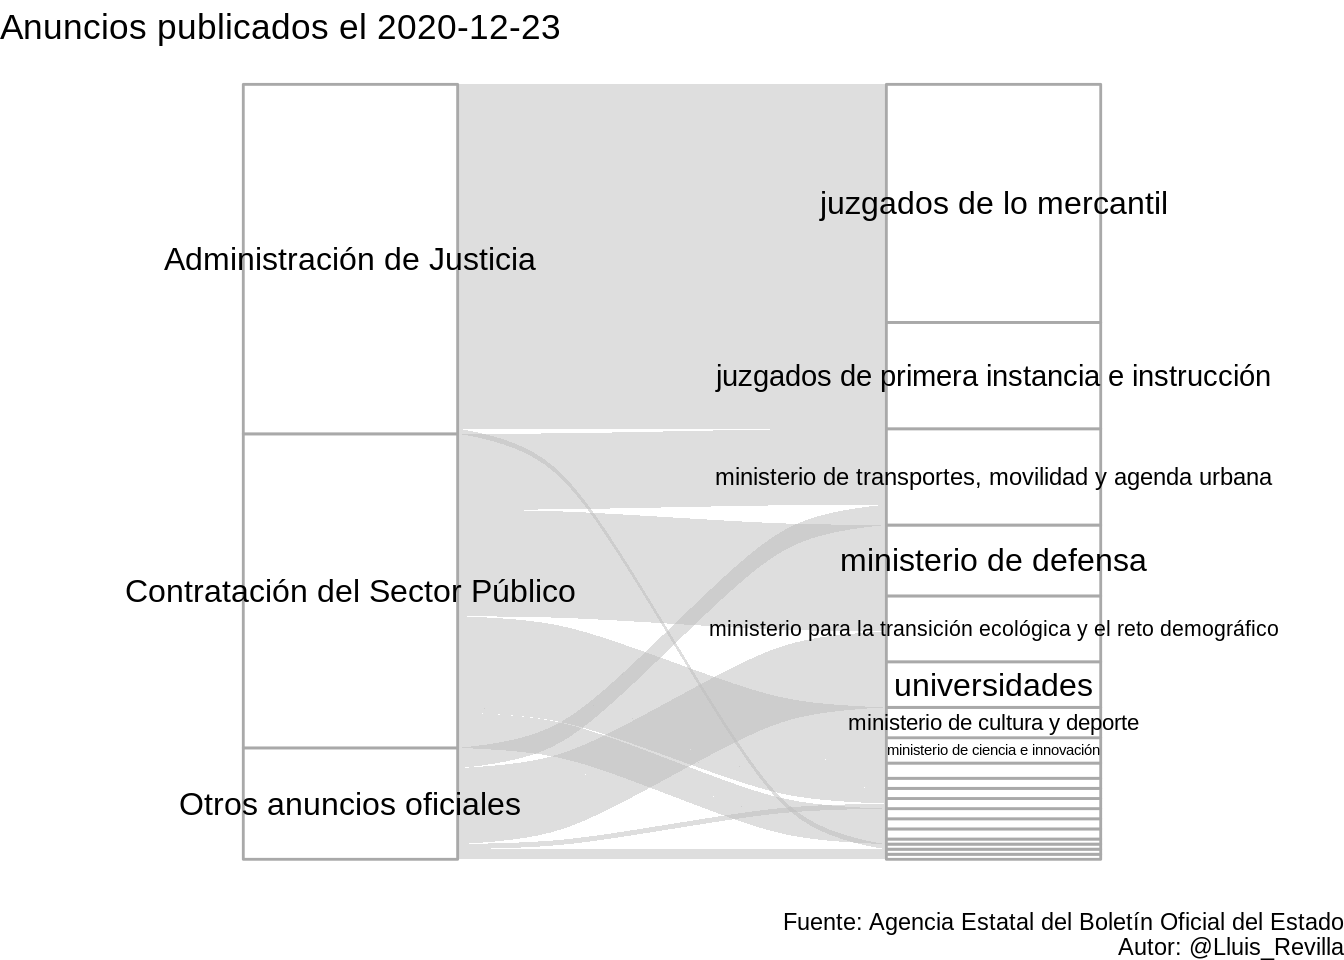 Anuncios publicados el 2020-12-23
juzgados de lo mercantil
Administración de Justicia
juzgados de primera instancia e instrucción
ministerio de transportes, movilidad y agenda urbana
ministerio de defensa
Contratación del Sector Público
ministerio para la transición ecológica y el reto demográfico
universidades
ministerio de cultura y deporte
ministerio de ciencia e innovación
Otros anuncios oficiales
Fuente: Agencia Estatal del Boletín Oficial del Estado
Autor: @Lluis_Revilla